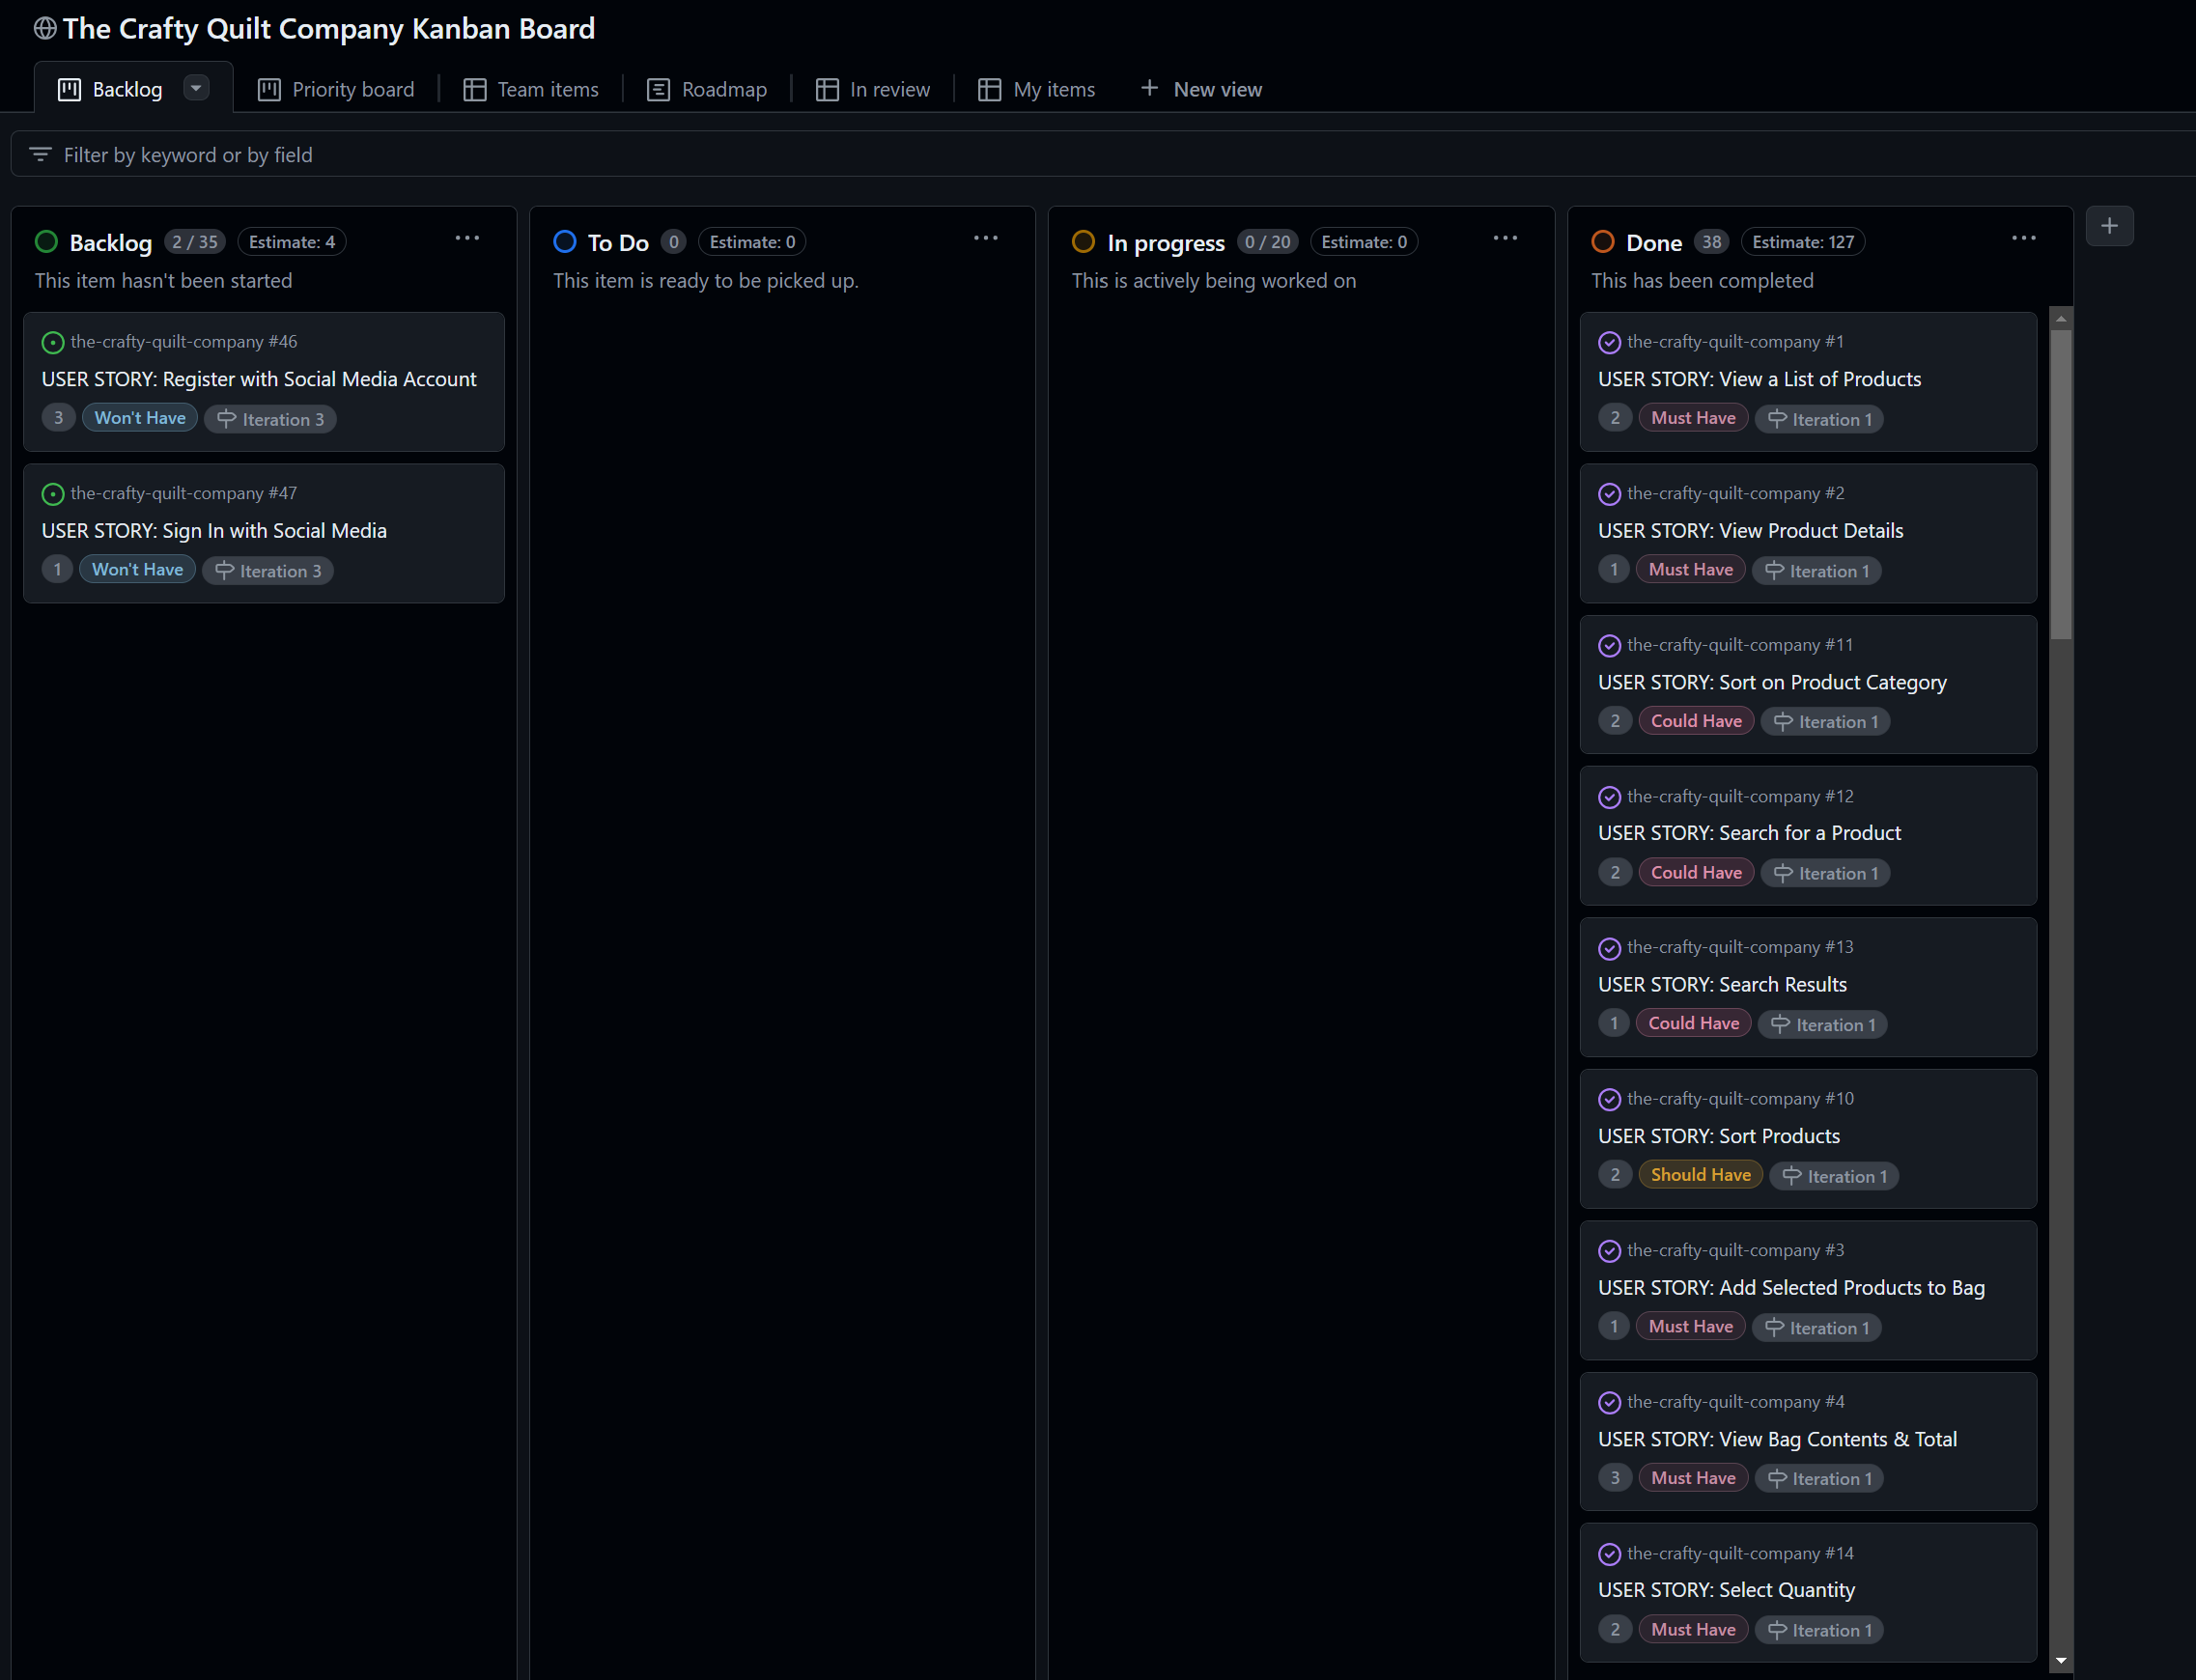 The Crafty Quilt Company Kanban Board
Backlog
Priority board
Team items
Roadmap
In review
My items
New view
Filter by keyword or by field
Backlog 2 / 35 Estimate: 4
This item hasn't been started
the-crafty-quilt-company #46
USER STORY: Register with Social Media Account
3 Won't Have Iteration 3
the-crafty-quilt-company #47
USER STORY: Sign In with Social Media
1 Won't Have Iteration 3
To Do 0 Estimate: 0
This item is ready to be picked up.
In progress 0 / 20 Estimate: 0
This is actively being worked on
Done 38 Estimate: 127
This has been completed
the-crafty-quilt-company #1
USER STORY: View a List of Products
2 Must Have Iteration 1
the-crafty-quilt-company #2
USER STORY: View Product Details
1 Must Have Iteration 1
the-crafty-quilt-company #11
USER STORY: Sort on Product Category
2 Could Have Iteration 1
the-crafty-quilt-company #12
USER STORY: Search for a Product
2 Could Have Iteration 1
the-crafty-quilt-company #13
USER STORY: Search Results
1 Could Have Iteration 1
the-crafty-quilt-company #10
USER STORY: Sort Products
2 Should Have Iteration 1
the-crafty-quilt-company #3
USER STORY: Add Selected Products to Bag
1 Must Have Iteration 1
the-crafty-quilt-company #4
USER STORY: View Bag Contents & Total
3 Must Have Iteration 1
the-crafty-quilt-company #14
USER STORY: Select Quantity
2 Must Have Iteration 1